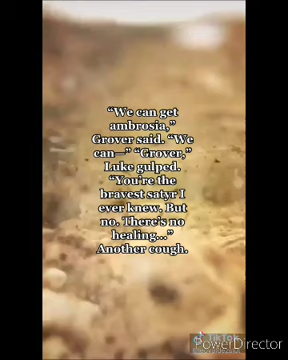 “We can get
ambrosia,”
Grover said. “We
can—” “Grover,”
Luke gulped.
“You’re the
bravest satyr I
ever knew. But
no. There’s no
healing...”
Another cough.
TikTok
PowerDirector